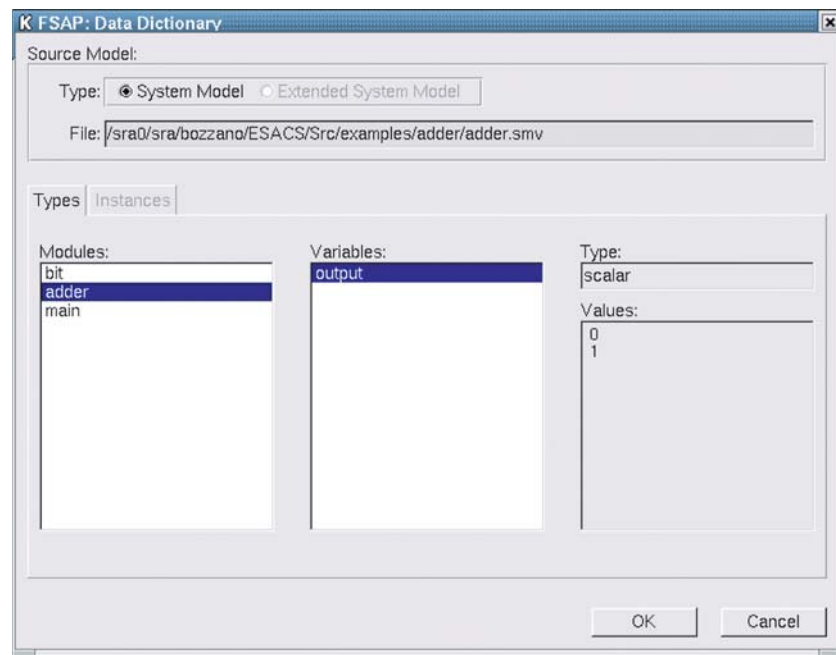 FSAP: Data Dictionary
Source Model:
Type: System Model Extended System Model
File: /sra0/sra/bozzano/ESACS/Src/examples/adder/adder.smv
Types Instances
Modules:
bit
adder
main
Variables:
output
Type:
scalar
Values:
0
1
OK Cancel